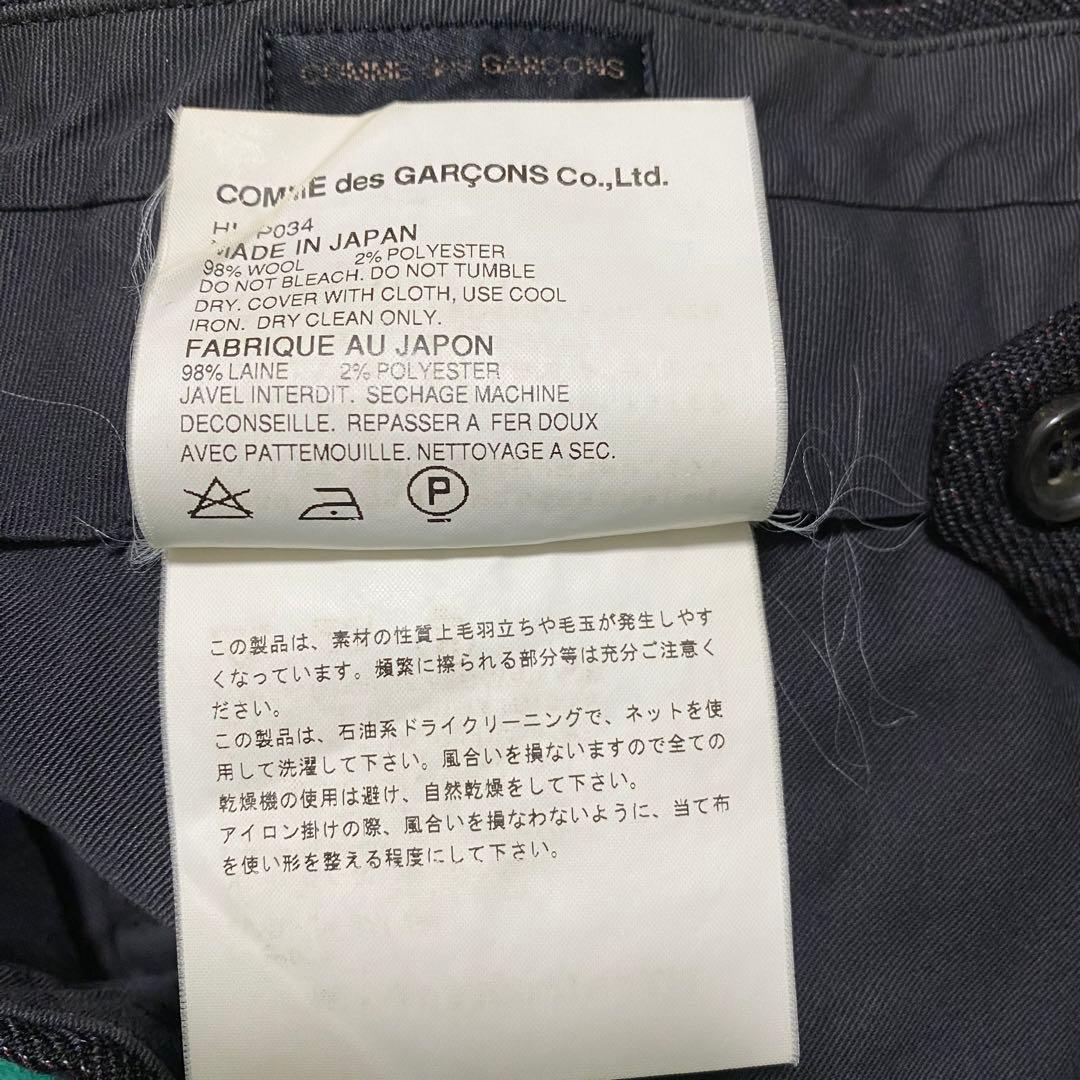 COMME des GARÇONS
COMME des GARÇONS Co.,Ltd.
P034
MADE IN JAPAN
98% WOOL 2% POLYESTER
DO NOT BLEACH. DO NOT TUMBLE
DRY. COVER WITH CLOTH, USE COOL
IRON. DRY CLEAN ONLY.
FABRIQUE AU JAPON
98% LAINE 2% POLYESTER
JAVEL INTERDIT. SECHAGE MACHINE
DECONSEILLE. REPASSER A FER DOUX
AVEC PATTEMOUILLE. NETTOYAGE A SEC.
P
この製品は、素材の性質上毛羽立ちや毛玉が発生しやす
くなっています。頻繁に擦られる部分等は充分ご注意く
ださい。
この製品は、石油系ドライクリーニングで、ネットを使
用して洗濯して下さい。風合いを損ないますので全ての
乾燥機の使用は避け、自然乾燥をして下さい。
アイロン掛けの際、風合いを損なわないように、当て布
を使い形を整える程度にして下さい。